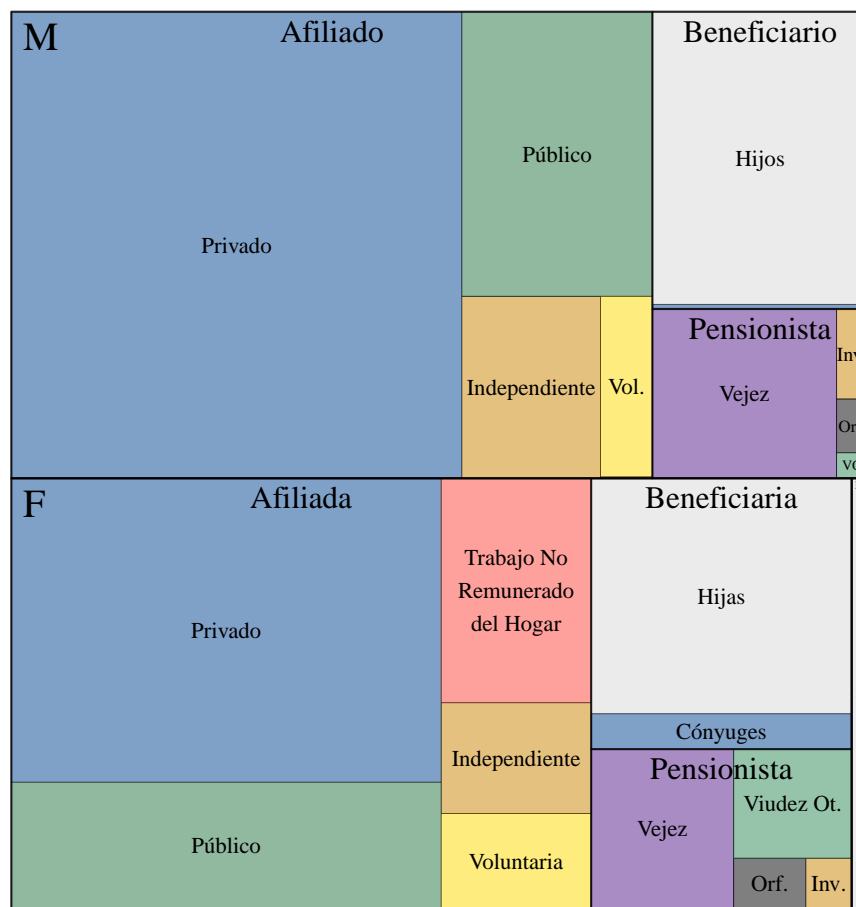 M
Afiliado
Beneficiario
Público
Hijos
Privado
Pensionista
Independiente
Vol.
Vejez
F
Afiliada
Beneficiaria
Trabajo No
Remunerado
del Hogar
Hijas
Privado
Cónyuges
Independiente
Pensionista
Viudez Ot.
Vejez
Público
Voluntaria
Orf.
Inv.